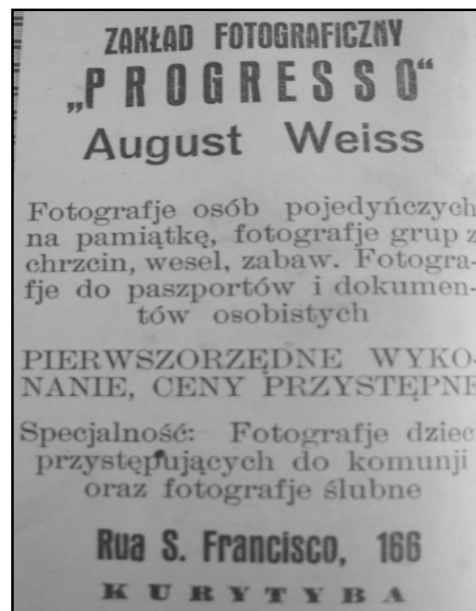 ZAKŁAD FOTOGRAFICZNY
„PROGRESSO“
August Weiss
Fotografje osób pojedyńczych
na pamiątkę, fotografje grup z
chrzcin, wesel, zabaw. Fotogra-
fje do paszportów i dokumen-
tów osobistych
PIERWSZORZĘDNE WYKO-
NANIE, CENY PRZYSTĘPNE
Specjalność: Fotografje dzieci
przystępujących do komunji
oraz fotografje ślubne
Rua S. Francisco, 166
KURYTYBA